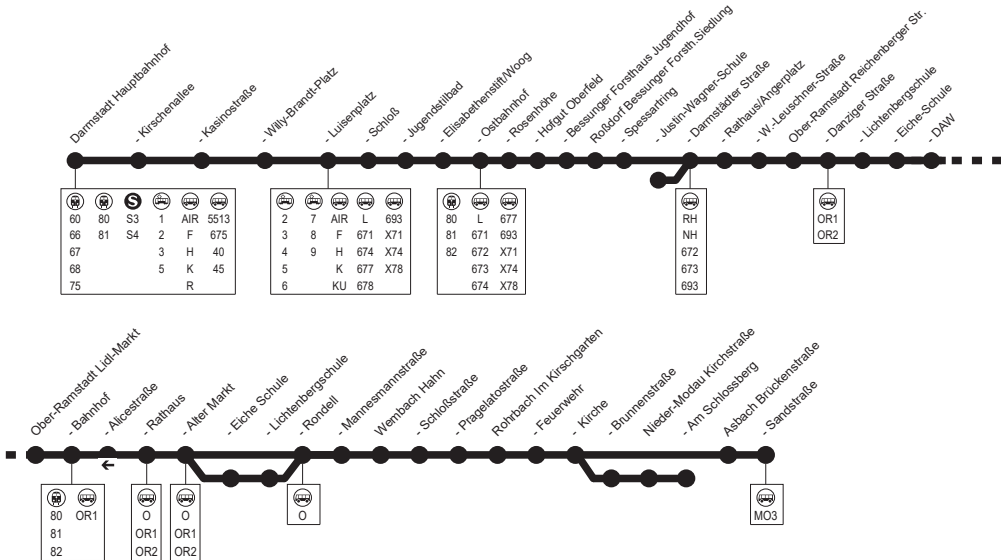 Darmstadt Hauptbahnhof
- Kirschenallee
- Kasinostraße
- Willy-Brandt-Platz
- Luisenplatz
- Schloß
- Jugendstilbad
- Elisabethenstift/Woog
- Ostbahnhof
- Rosenhöhe
- Hofgut Oberfeld
- Bessunger Forsthaus Jugendhof
Roßdorf Bessunger Forsth.Siedlung
- Spessartring
- Justin-Wagner-Schule
- Darmstädter Straße
- Rathaus/Angerplatz
- W.-Leuschner-Straße
Ober-Ramstadt Reichenberger Str.
- Danziger Straße
- Lichtenbergschule
- Eiche-Schule
- DAW
S
60 80 S3 1 AIR 5513
66 81 S4 2 F 675
67 3 H 40
68 5 K 45
75 R
2 7 AIR L 693
3 8 F 671 X71
4 9 H 674 X74
5 K 677 X78
6 KU 678
80 L 677
81 671 693
82 672 X71
673 X74
674 X78
RH
NH
672
673
693
OR1
OR2
Ober-Ramstadt Lidl-Markt
- Bahnhof
- Alicestraße
- Rathaus
- Alter Markt
- Eiche Schule
- Lichtenbergschule
- Rondell
- Mannesmannstraße
Wembach Hahn
- Schloßstraße
- Pragelatostraße
Rohrbach Im Kirschgarten
- Feuerwehr
- Kirche
- Brunnenstraße
Nieder-Modau Kirchstraße
- Am Schlossberg
Asbach Brückenstraße
- Sandstraße
80 OR1
81
82
O
OR1
OR2
O
OR1
OR2
O
MO3